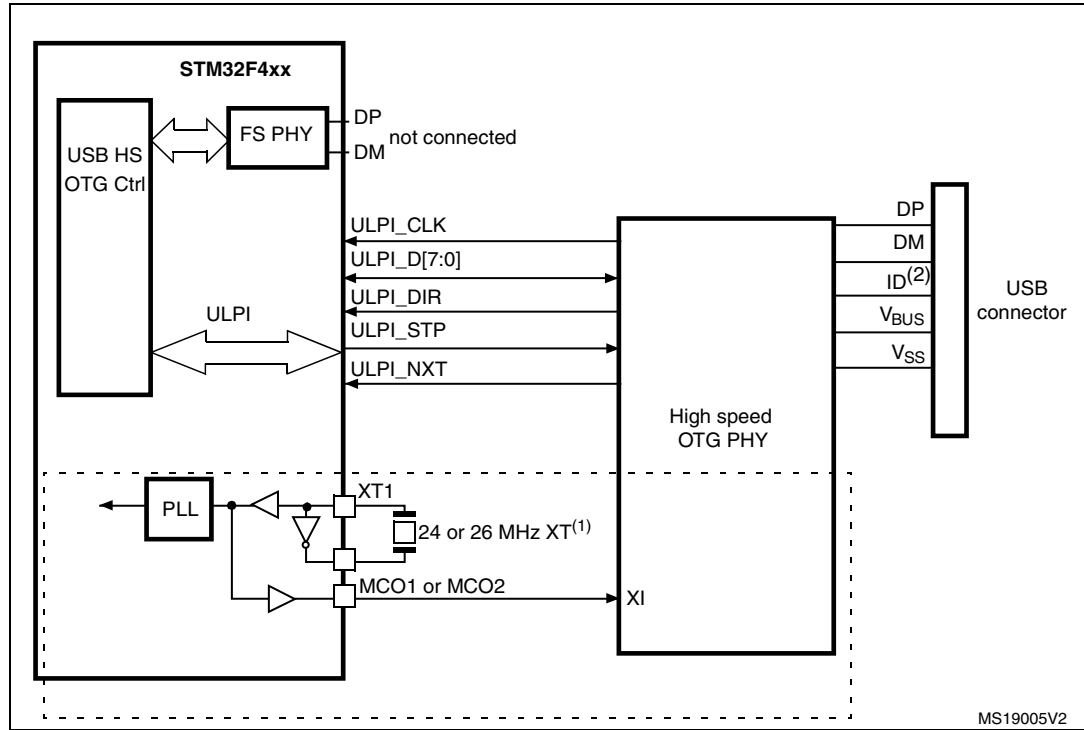 STM32F4xx
FS PHY
DP
not connected
DM
USB HS
OTG Ctrl
ULPI_CLK
ULPI_D[7:0]
ULPI_DIR
ULPI
ULPI_STP
ULPI_NXT
High speed
OTG PHY
DP
DM
ID(2)
VBUS
VSS
USB
connector
PLL
XT1
24 or 26 MHz XT(1)
MCO1 or MCO2
XI
MS19005V2